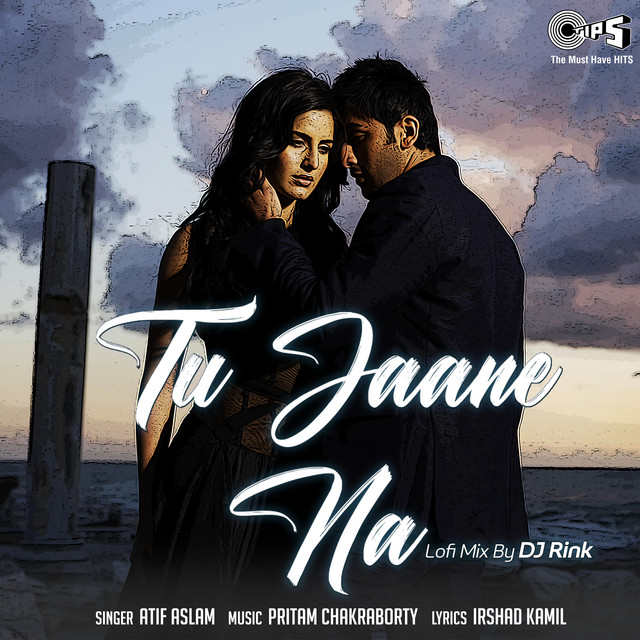 TIPS
The Must Have HITS
Tu Jaane
Na
Lofi Mix By DJ Rink
SINGER ATIF ASLAM MUSIC PRITAM CHAKRABORTY LYRICS IRSHAD KAMIL